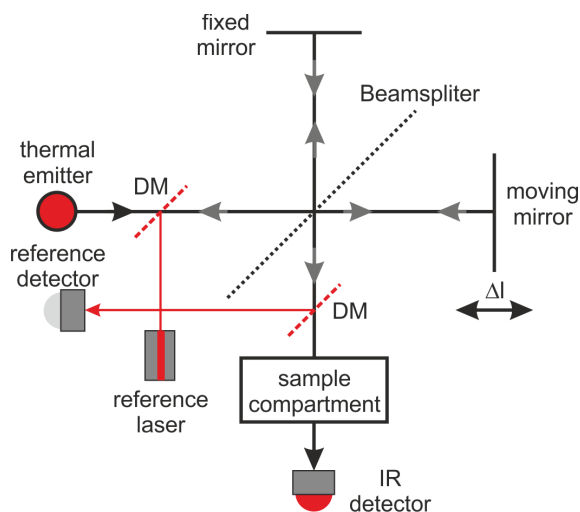 fixed
mirror
Beamspliter
thermal
emitter
DM
moving
mirror
reference
detector
Δl
DM
reference
laser
sample
compartment
IR
detector